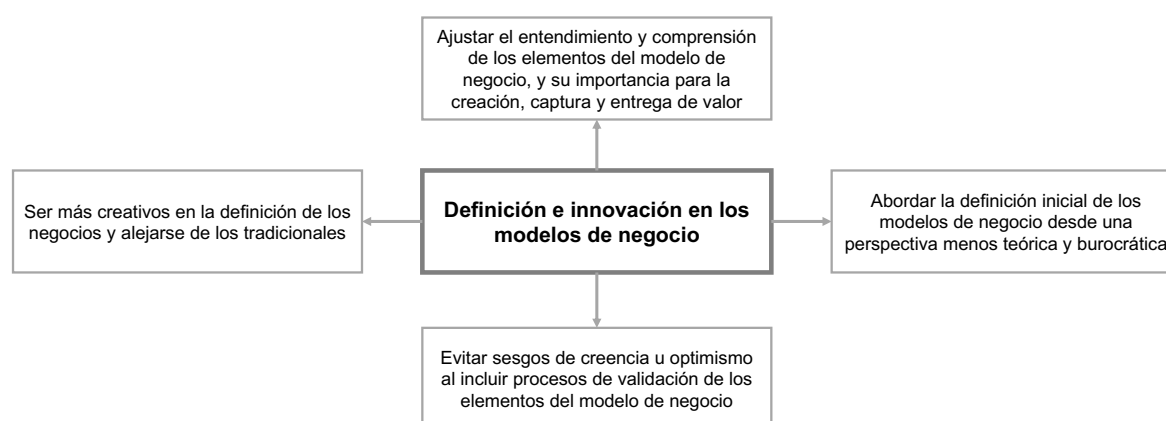 Ajustar el entendimiento y comprensión
de los elementos del modelo de
negocio, y su importancia para la
creación, captura y entrega de valor
Ser más creativos en la definición de los
negocios y alejarse de los tradicionales
Definición e innovación en los
modelos de negocio
Abordar la definición inicial de los
modelos de negocio desde una
perspectiva menos teórica y burocrática
Evitar sesgos de creencia u optimismo
al incluir procesos de validación de los
elementos del modelo de negocio